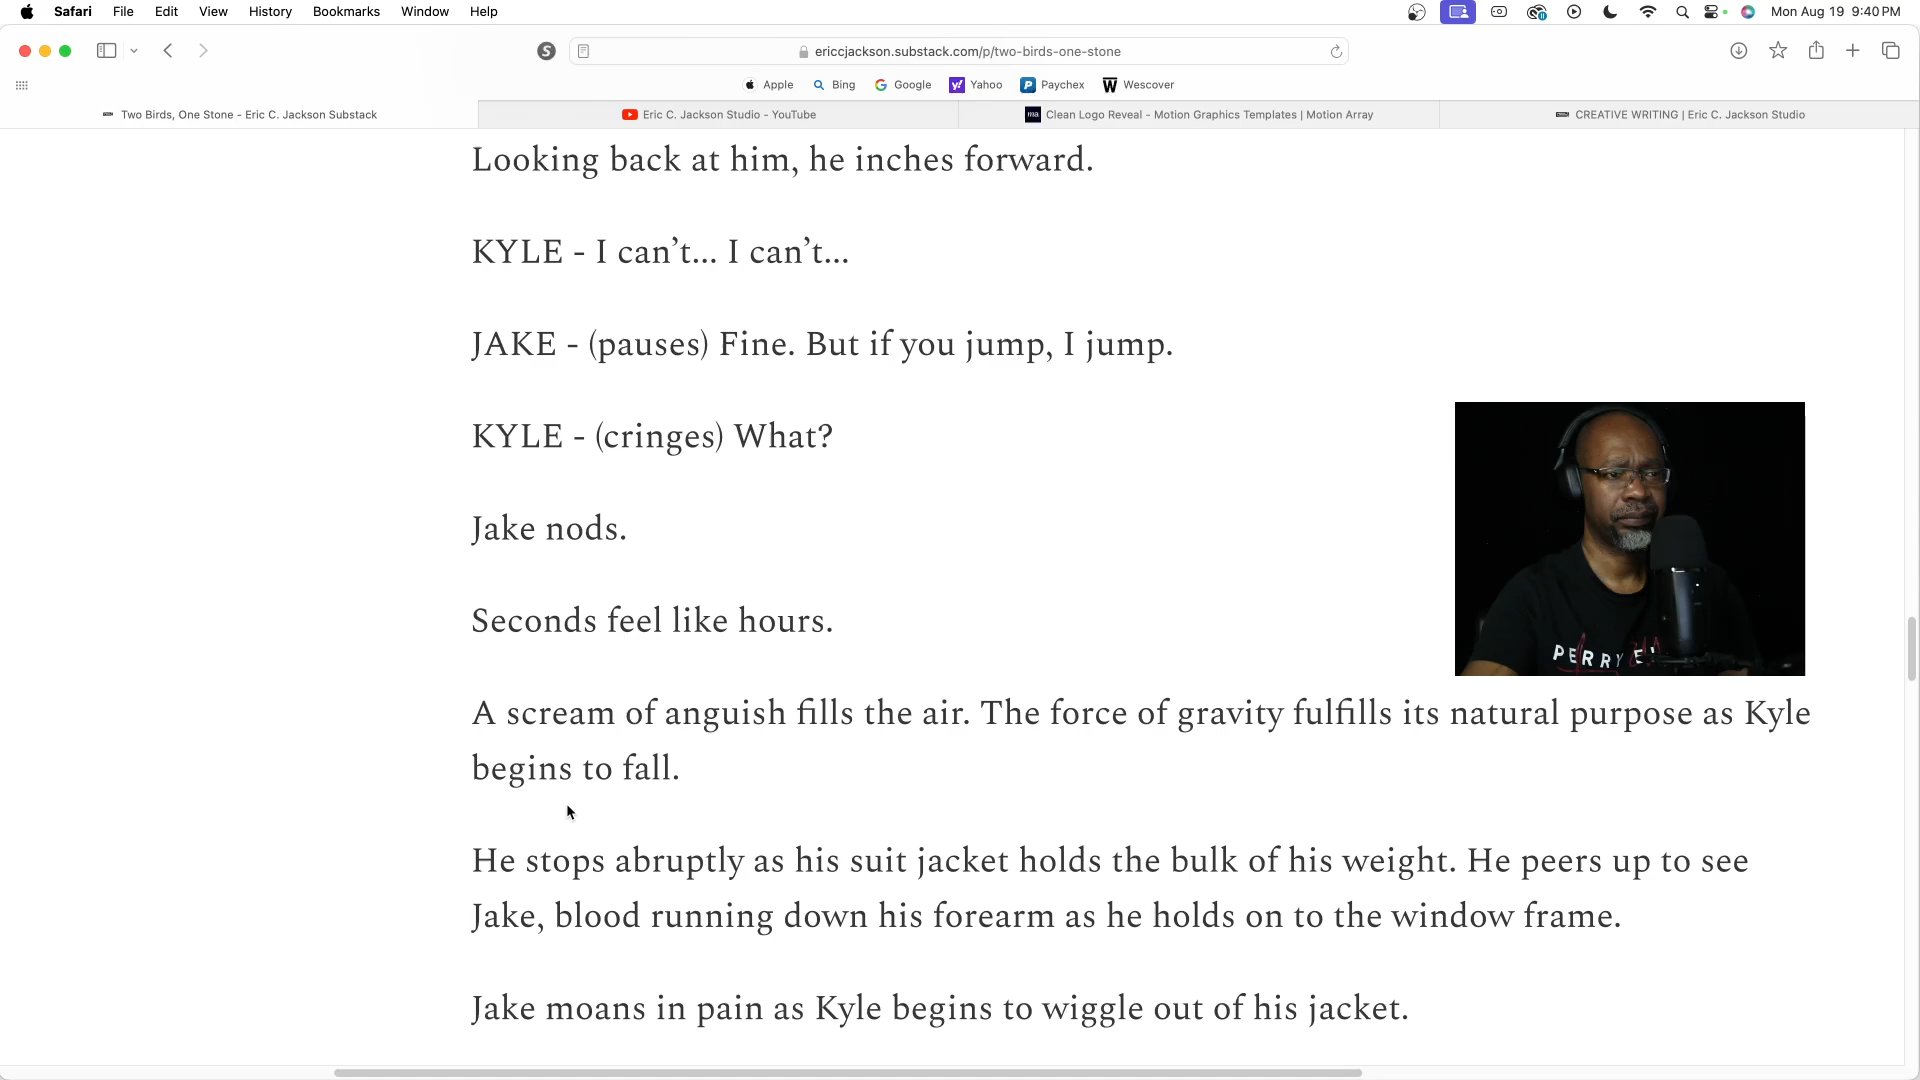 Safari File Edit View History Bookmarks Window Help Mon Aug 19 9:40 PM
ericcjackson.substack.com/p/two-birds-one-stone
Apple Bing Google Yahoo Paychex Wescover
Two Birds, One Stone - Eric C. Jackson Substack Eric C. Jackson Studio - YouTube Clean Logo Reveal - Motion Graphics Templates | Motion Array CREATIVE WRITING | Eric C. Jackson Studio
Looking back at him, he inches forward.
KYLE - I can’t... I can’t...
JAKE - (pauses) Fine. But if you jump, I jump.
KYLE - (cringes) What?
Jake nods.
Seconds feel like hours.
PERRY
A scream of anguish fills the air. The force of gravity fulfills its natural purpose as Kyle
begins to fall.
He stops abruptly as his suit jacket holds the bulk of his weight. He peers up to see
Jake, blood running down his forearm as he holds on to the window frame.
Jake moans in pain as Kyle begins to wiggle out of his jacket.